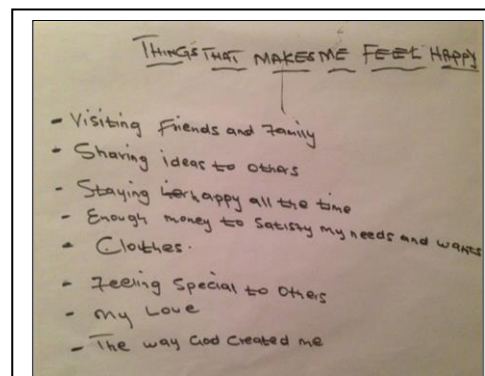 THINGS THAT MAKES ME FEEL HAPPY
- Visiting Friends and Family
- Sharing ideas to others
- Staying happy all the time
- Enough money to Satisfy my needs and wants
- Clothes.
- Feeling Special to Others
- My Love
- The way God Created me